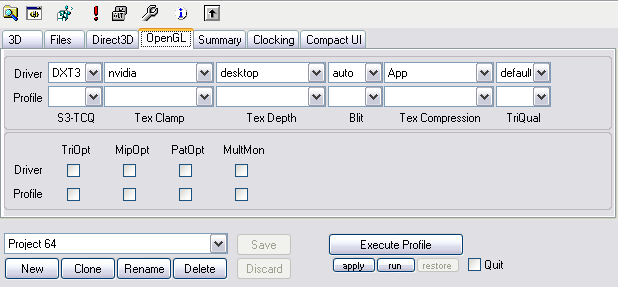 3D Files Direct3D OpenGL Summary Clocking Compact UI
Driver DXT3 nvidia desktop auto App default
Profile
S3-TCQ Tex Clamp Tex Depth Blit Tex Compression TriQual
TriOpt MipOpt PatOpt MultMon
Driver
Profile
Project 64 Save Execute Profile
New Clone Rename Delete Discard apply run restore Quit